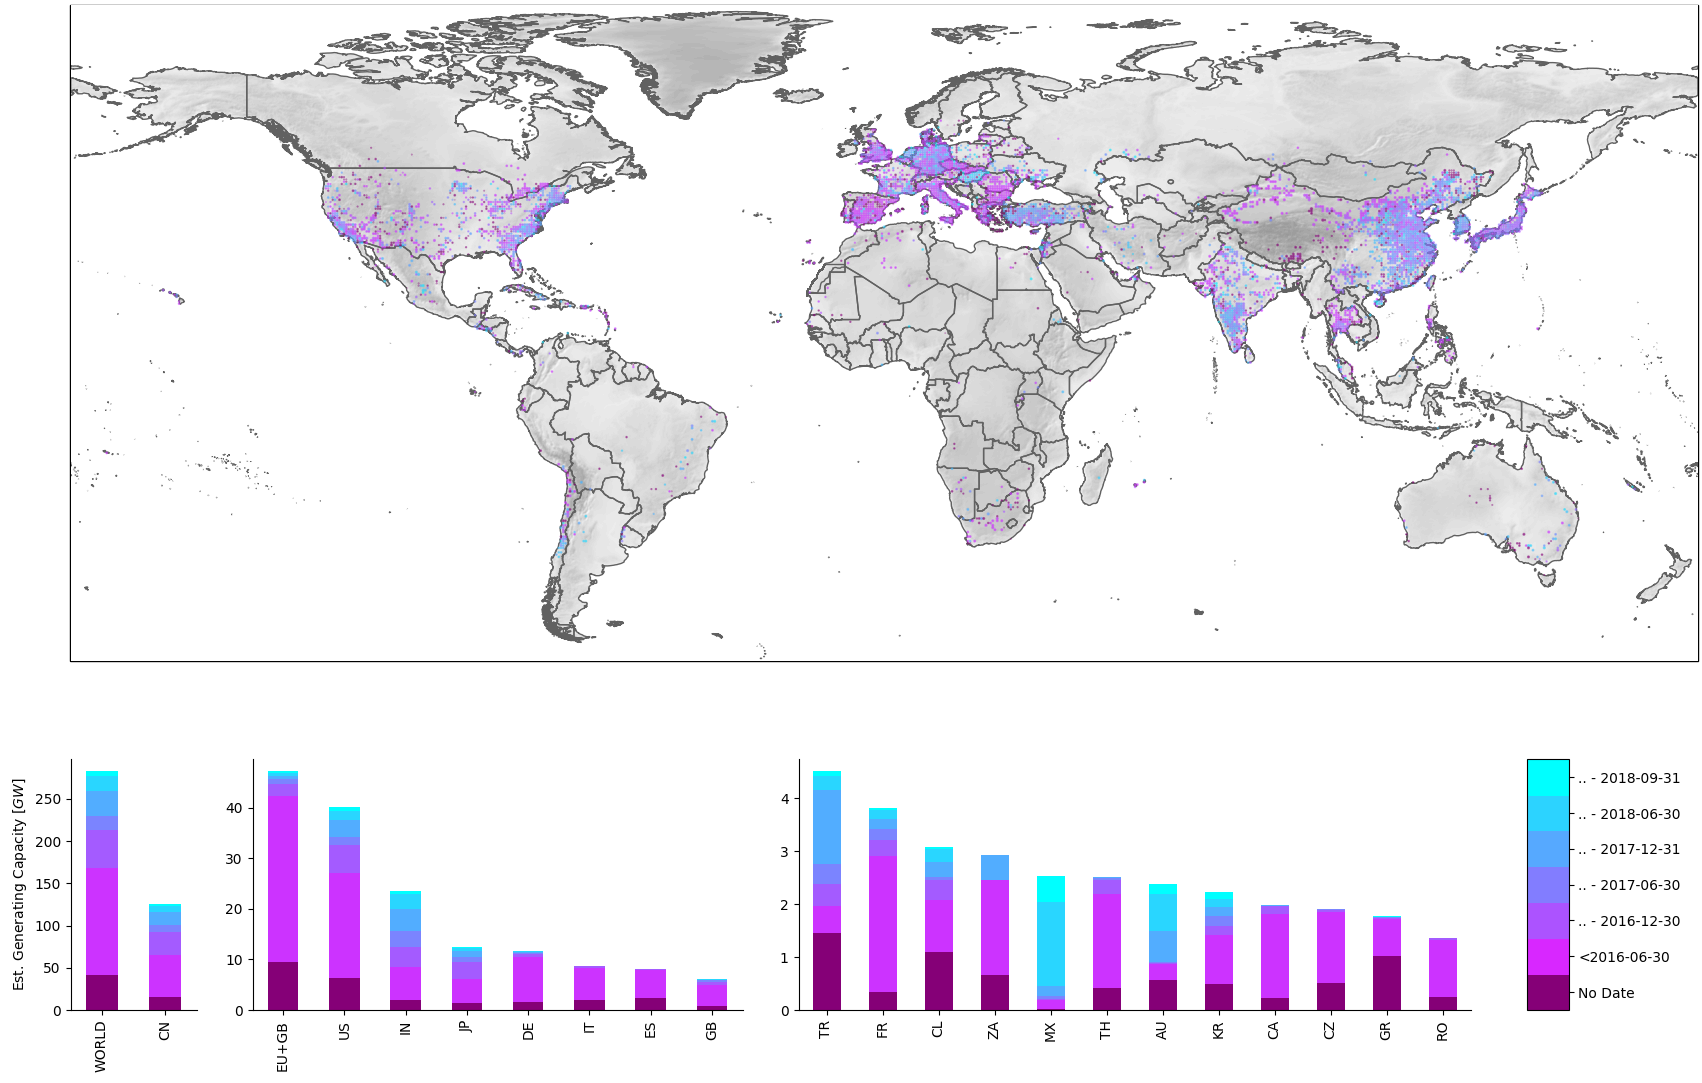 Est. Generating Capacity [GW]
250
200
150
100
50
0
WORLD
CN
40
30
20
10
0
EU+GB
US
IN
JP
DE
IT
ES
GB
4
3
2
1
0
TR
FR
CL
ZA
MX
TH
AU
KR
CA
CZ
GR
RO
.. - 2018-09-31
.. - 2018-06-30
.. - 2017-12-31
.. - 2017-06-30
.. - 2016-12-30
<2016-06-30
No Date